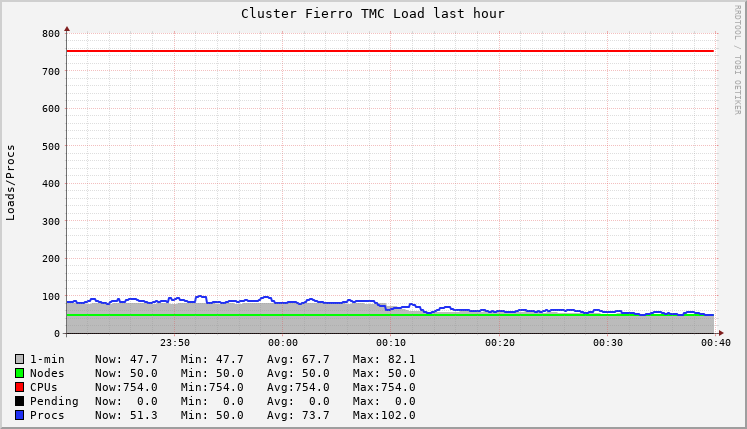 Cluster Fierro TMC Load last hour
RRDTOOL / TOBI OETIKER
Loads/Procs
800
700
600
500
400
300
200
100
0
23:50 00:00 00:10 00:20 00:30 00:40
1-min Now: 47.7 Min: 47.7 Avg: 67.7 Max: 82.1
Nodes Now: 50.0 Min: 50.0 Avg: 50.0 Max: 50.0
CPUs Now:754.0 Min:754.0 Avg:754.0 Max:754.0
Pending Now: 0.0 Min: 0.0 Avg: 0.0 Max: 0.0
Procs Now: 51.3 Min: 50.0 Avg: 73.7 Max:102.0